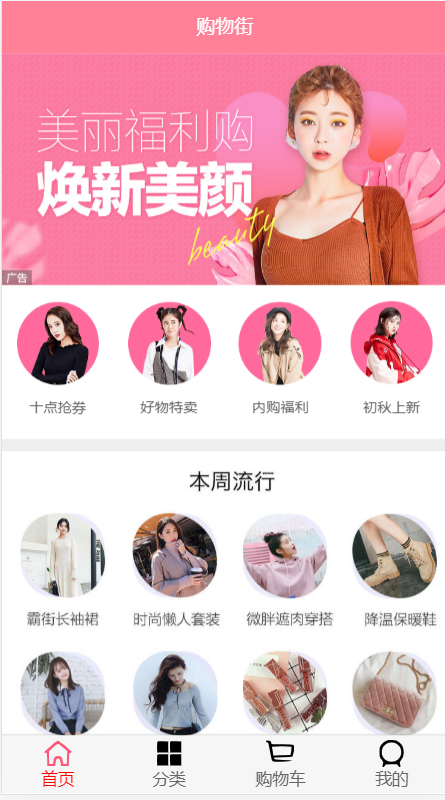 购物街
美丽福利购
焕新美颜
beauty
广告
十点抢券
好物特卖
内购福利
初秋上新
本周流行
霸街长袖裙
时尚懒人套装
微胖遮肉穿搭
降温保暖鞋
首页
分类
购物车
我的